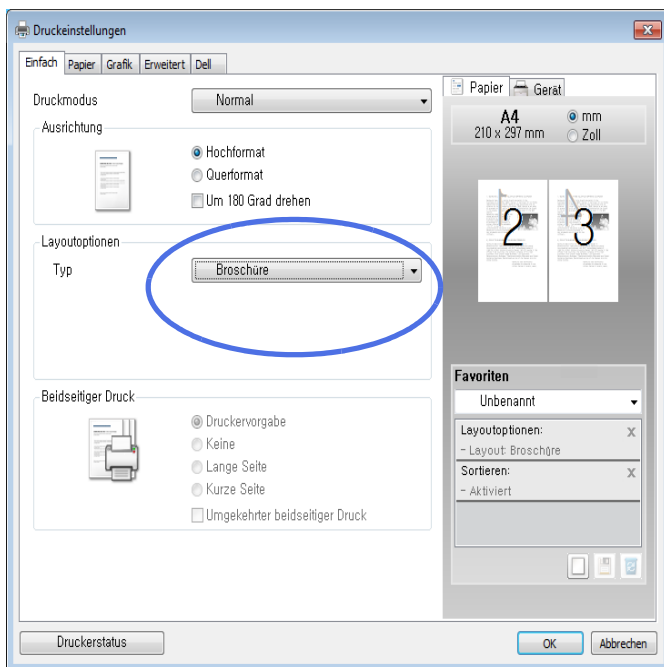 Druckeinstellungen
Einfach Papier Grafik Erweitert Dell
Druckmodus Normal
Ausrichtung
Hochformat
Querformat
Um 180 Grad drehen
Layoutoptionen
Typ Broschüre
Beidseitiger Druck
Druckervorgabe
Keine
Lange Seite
Kurze Seite
Umgekehrter beidseitiger Druck
Papier Gerät
A4 mm
210 x 297 mm Zoll
2 3
Favoriten
Unbenannt
Layoutoptionen: X
- Layout: Broschüre
Sortieren: X
- Aktiviert
Druckerstatus OK Abbrechen